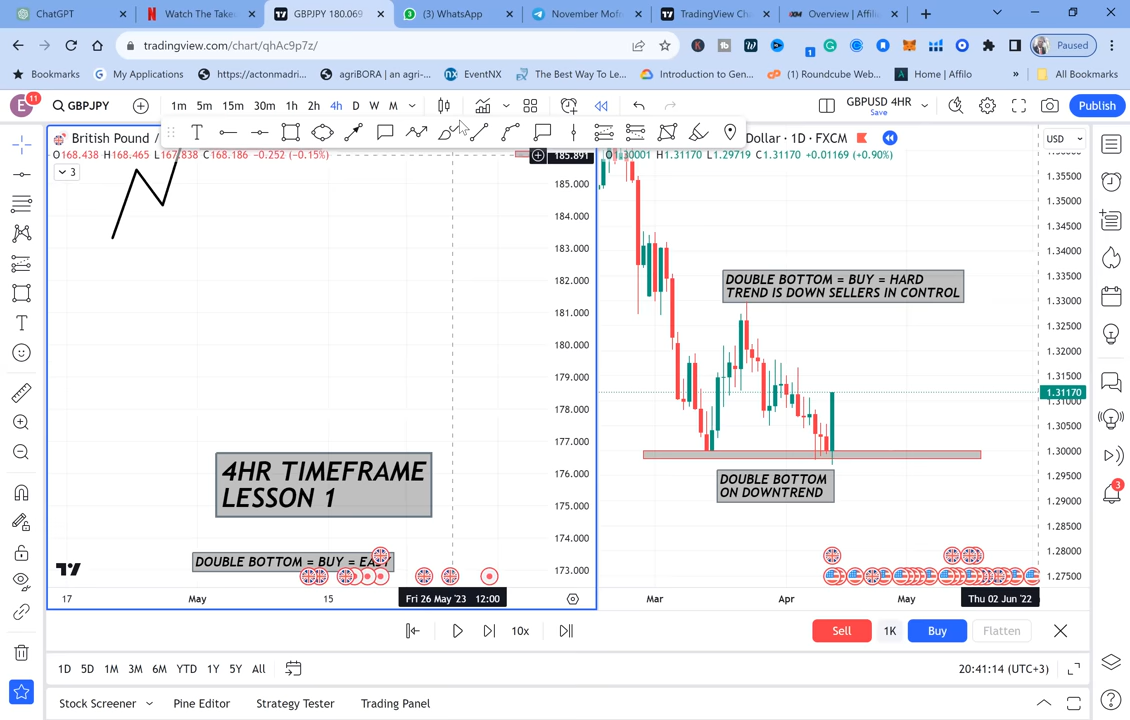 ChatGPT
Watch The Takeo
GBPJPY 180.069
(3) WhatsApp
November Mofr
TradingView Ch
Overview | Affilia
tradingview.com/chart/qhAc9p7z/
Paused
Bookmarks
My Applications
https://actonmadri...
agriBORA (an agri-...
EventNX
The Best Way To Le...
Introduction to Gen...
(1) Roundcube Web...
Home | Affilo
»
All Bookmarks
E
11
GBPJPY
1m
5m
15m
30m
1h
2h
4h
D
W
M
GBPUSD 4HR
Save
Publish
British Pound /
O168.438 H168.465 L167.838 C168.186 −0.252 (−0.15%)
3
185.891
185.000
184.000
183.000
182.000
181.000
180.000
179.000
178.000
177.000
176.000
175.000
174.000
173.000
4HR TIMEFRAME
LESSON 1
DOUBLE BOTTOM = BUY = EASY
17
May
15
Fri 26 May '23 12:00
Dollar · 1D · FXCM
O1.30001 H1.31170 L1.29719 C1.31170 +0.01169 (+0.90%)
USD
1.35500
1.35000
1.34500
1.34000
1.33500
1.33000
1.32500
1.32000
1.31500
1.31170
1.31000
1.30500
1.30000
1.29500
1.29000
1.28500
1.28000
1.27500
DOUBLE BOTTOM = BUY = HARD
TREND IS DOWN SELLERS IN CONTROL
DOUBLE BOTTOM
ON DOWNTREND
Mar
Apr
May
Thu 02 Jun '22
3
10x
Sell
1K
Buy
Flatten
1D
5D
1M
3M
6M
YTD
1Y
5Y
All
20:41:14 (UTC+3)
Stock Screener
Pine Editor
Strategy Tester
Trading Panel